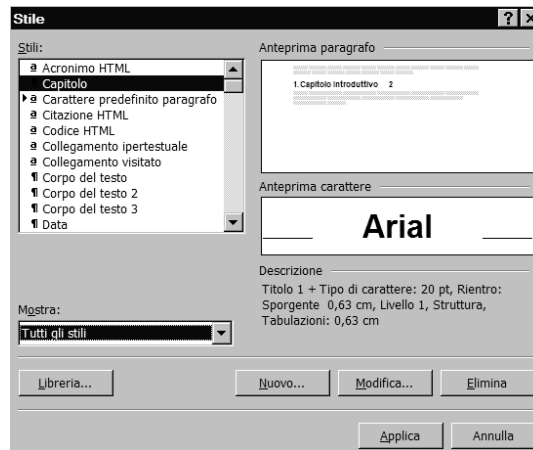 Stile
Stili:
Acronimo HTML
Capitolo
Carattere predefinito paragrafo
Citazione HTML
Codice HTML
Collegamento ipertestuale
Collegamento visitato
Corpo del testo
Corpo del testo 2
Corpo del testo 3
Data
Mostra:
Tutti gli stili
Anteprima paragrafo
1. Capitolo introduttivo 2
Anteprima carattere
Arial
Descrizione
Titolo 1 + Tipo di carattere: 20 pt, Rientro:
Sporgente 0,63 cm, Livello 1, Struttura,
Tabulazioni: 0,63 cm
Libreria...
Nuovo...
Modifica...
Elimina
Applica
Annulla